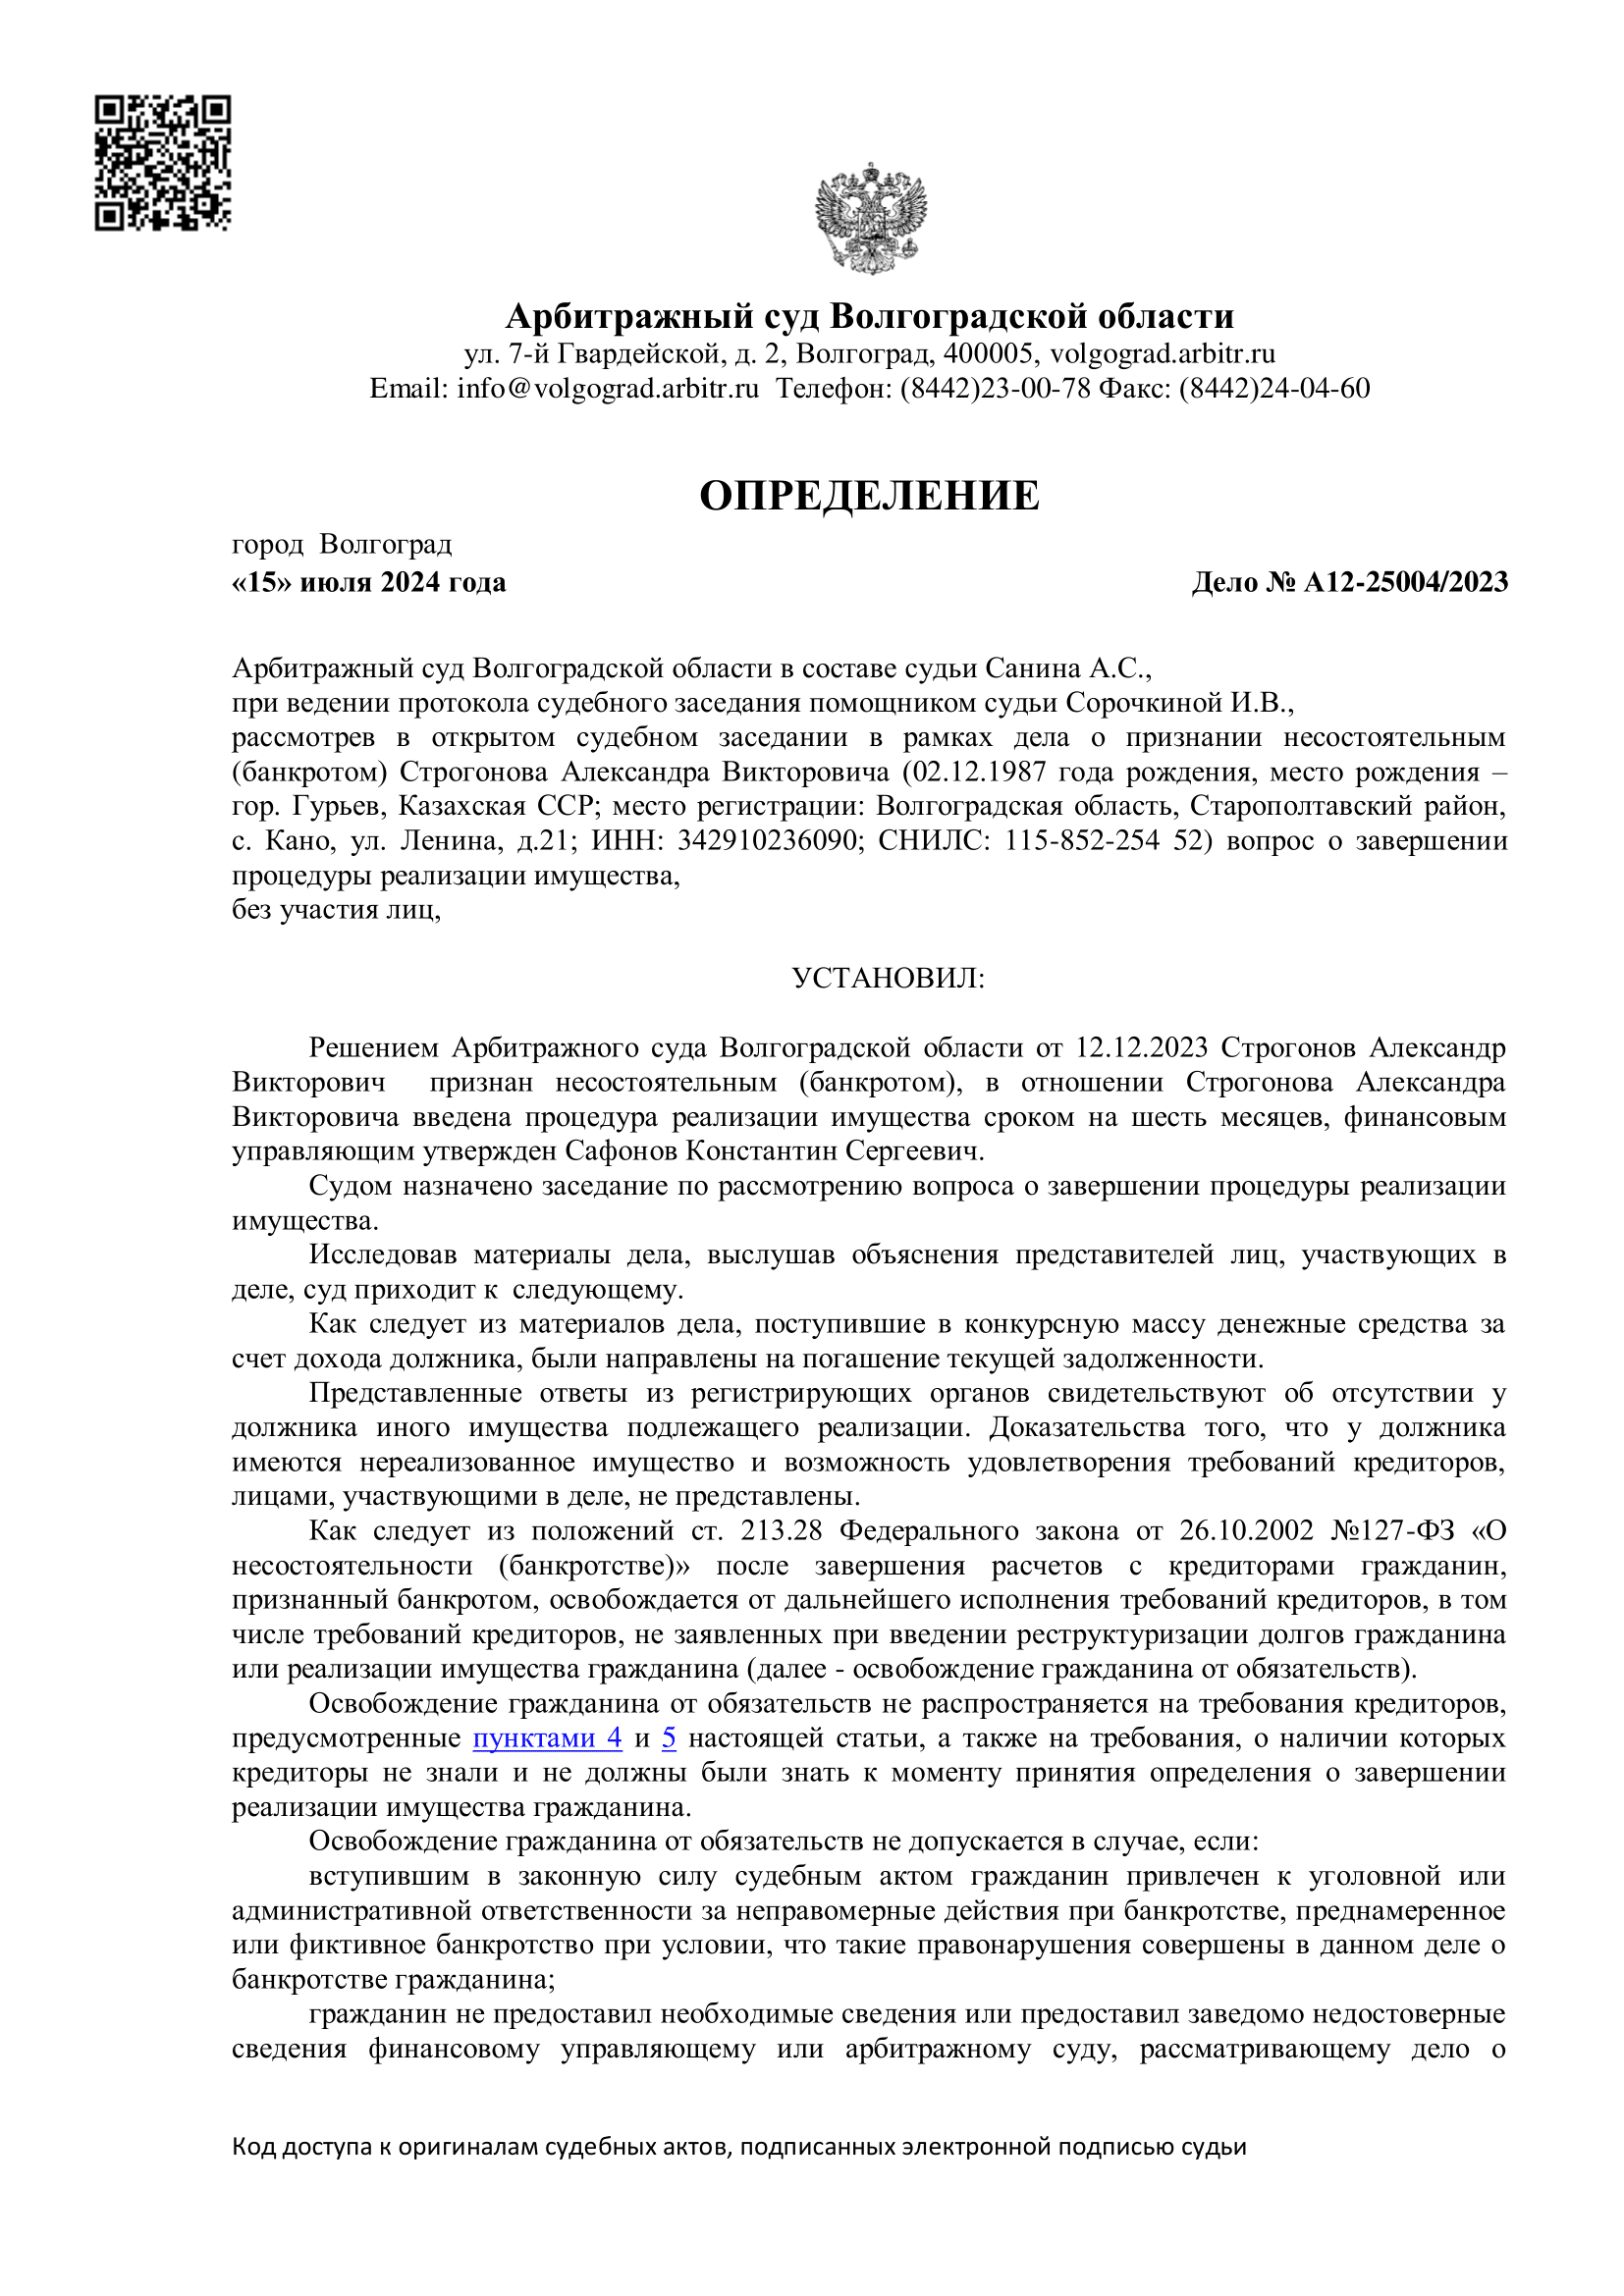 Арбитражный суд Волгоградской области
ул. 7-й Гвардейской, д. 2, Волгоград, 400005, volgograd.arbitr.ru
Email: info@volgograd.arbitr.ru Телефон: (8442)23-00-78 Факс: (8442)24-04-60
ОПРЕДЕЛЕНИЕ
город Волгоград
«15» июля 2024 года Дело № А12-25004/2023
Арбитражный суд Волгоградской области в составе судьи Санина А.С.,
при ведении протокола судебного заседания помощником судьи Сорочкиной И.В.,
рассмотрев в открытом судебном заседании в рамках дела о признании несостоятельным
(банкротом) Строгонова Александра Викторовича (02.12.1987 года рождения, место рождения –
гор. Гурьев, Казахская ССР; место регистрации: Волгоградская область, Старополтавский район,
с. Кано, ул. Ленина, д.21; ИНН: 342910236090; СНИЛС: 115-852-254 52) вопрос о завершении
процедуры реализации имущества,
без участия лиц,
УСТАНОВИЛ:
Решением Арбитражного суда Волгоградской области от 12.12.2023 Строгонов Александр
Викторович признан несостоятельным (банкротом), в отношении Строгонова Александра
Викторовича введена процедура реализации имущества сроком на шесть месяцев, финансовым
управляющим утвержден Сафонов Константин Сергеевич.
Судом назначено заседание по рассмотрению вопроса о завершении процедуры реализации
имущества.
Исследовав материалы дела, выслушав объяснения представителей лиц, участвующих в
деле, суд приходит к следующему.
Как следует из материалов дела, поступившие в конкурсную массу денежные средства за
счет дохода должника, были направлены на погашение текущей задолженности.
Представленные ответы из регистрирующих органов свидетельствуют об отсутствии у
должника иного имущества подлежащего реализации. Доказательства того, что у должника
имеются нереализованное имущество и возможность удовлетворения требований кредиторов,
лицами, участвующими в деле, не представлены.
Как следует из положений ст. 213.28 Федерального закона от 26.10.2002 №127-ФЗ «О
несостоятельности (банкротстве)» после завершения расчетов с кредиторами гражданин,
признанный банкротом, освобождается от дальнейшего исполнения требований кредиторов, в том
числе требований кредиторов, не заявленных при введении реструктуризации долгов гражданина
или реализации имущества гражданина (далее - освобождение гражданина от обязательств).
Освобождение гражданина от обязательств не распространяется на требования кредиторов,
предусмотренные пунктами 4 и 5 настоящей статьи, а также на требования, о наличии которых
кредиторы не знали и не должны были знать к моменту принятия определения о завершении
реализации имущества гражданина.
Освобождение гражданина от обязательств не допускается в случае, если:
вступившим в законную силу судебным актом гражданин привлечен к уголовной или
административной ответственности за неправомерные действия при банкротстве, преднамеренное
или фиктивное банкротство при условии, что такие правонарушения совершены в данном деле о
банкротстве гражданина;
гражданин не предоставил необходимые сведения или предоставил заведомо недостоверные
сведения финансовому управляющему или арбитражному суду, рассматривающему дело о
Код доступа к оригиналам судебных актов, подписанных электронной подписью судьи